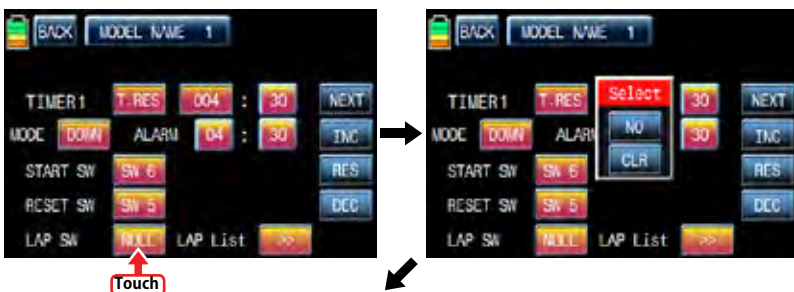 BACK MODEL NAME 1
TIMER1 T-RES 004 : 30 NEXT
MODE DOWN ALARM 04 : 30 INC
START SW SW 6 RES
RESET SW SW 5 DEC
LAP SW NULL LAP List >>
Touch
BACK MODEL NAME 1
TIMER1 T-RES Select 30 NEXT
MODE DOWN ALARM NO 30 INC
START SW SW 6 CLR RES
RESET SW SW 5 DEC
LAP SW NULL LAP List >>